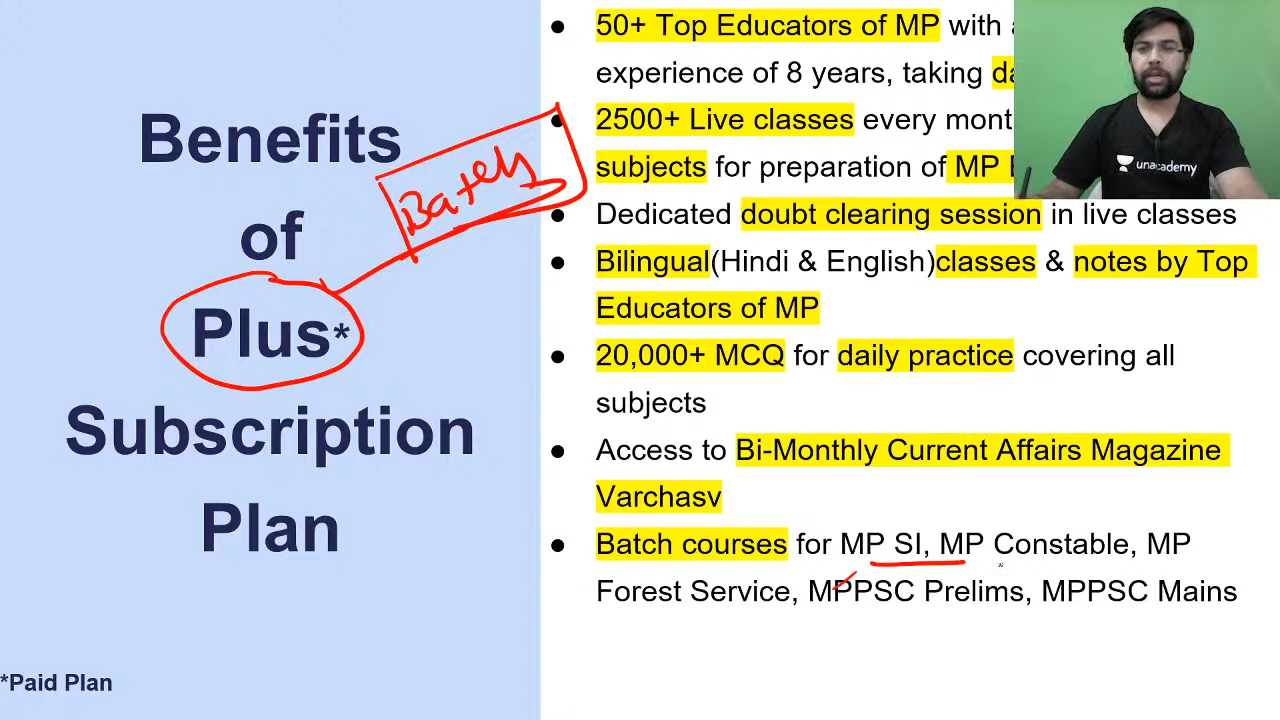 Benefits
of
Plus*
Subscription
Plan
*Paid Plan
● 50+ Top Educators of MP with
experience of 8 years, taking
● 2500+ Live classes every
subjects for preparation of MP
● Dedicated doubt clearing session in live classes
● Bilingual(Hindi & English)classes & notes by Top
Educators of MP
● 20,000+ MCQ for daily practice covering all
subjects
● Access to Bi-Monthly Current Affairs Magazine
Varchasv
● Batch courses for MP SI, MP Constable, MP
Forest Service, MPPSC Prelims, MPPSC Mains
unacademy